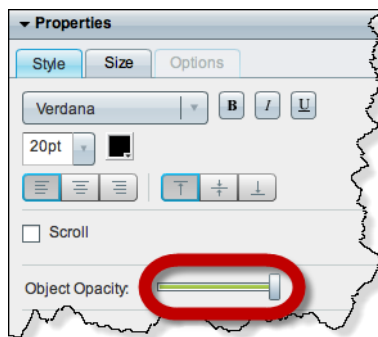 Properties
Style Size Options
Verdana B I U
20pt
Scroll
Object Opacity: